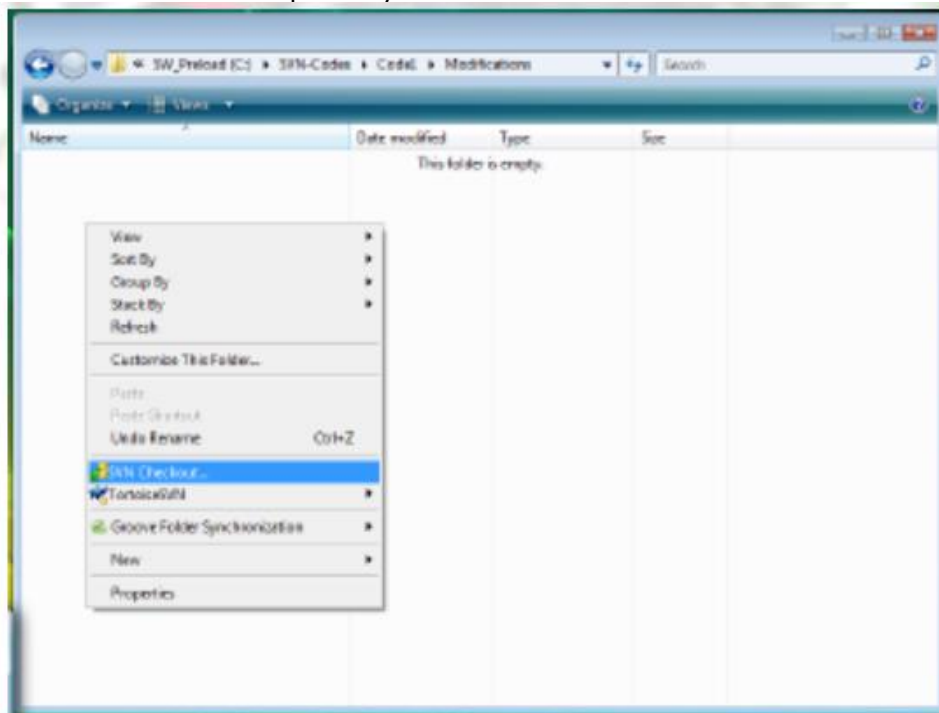 SW_Preload (C:) SVN-Codes Code1 Modifications Search
Organize Views
Name Date modified Type Size
This folder is empty.
View
Sort By
Group By
Stack By
Refresh
Customize This Folder...
Paste
Paste Shortcut
Undo Rename Ctrl+Z
SVN Checkout...
TortoiseSVN
Groove Folder Synchronization
New
Properties